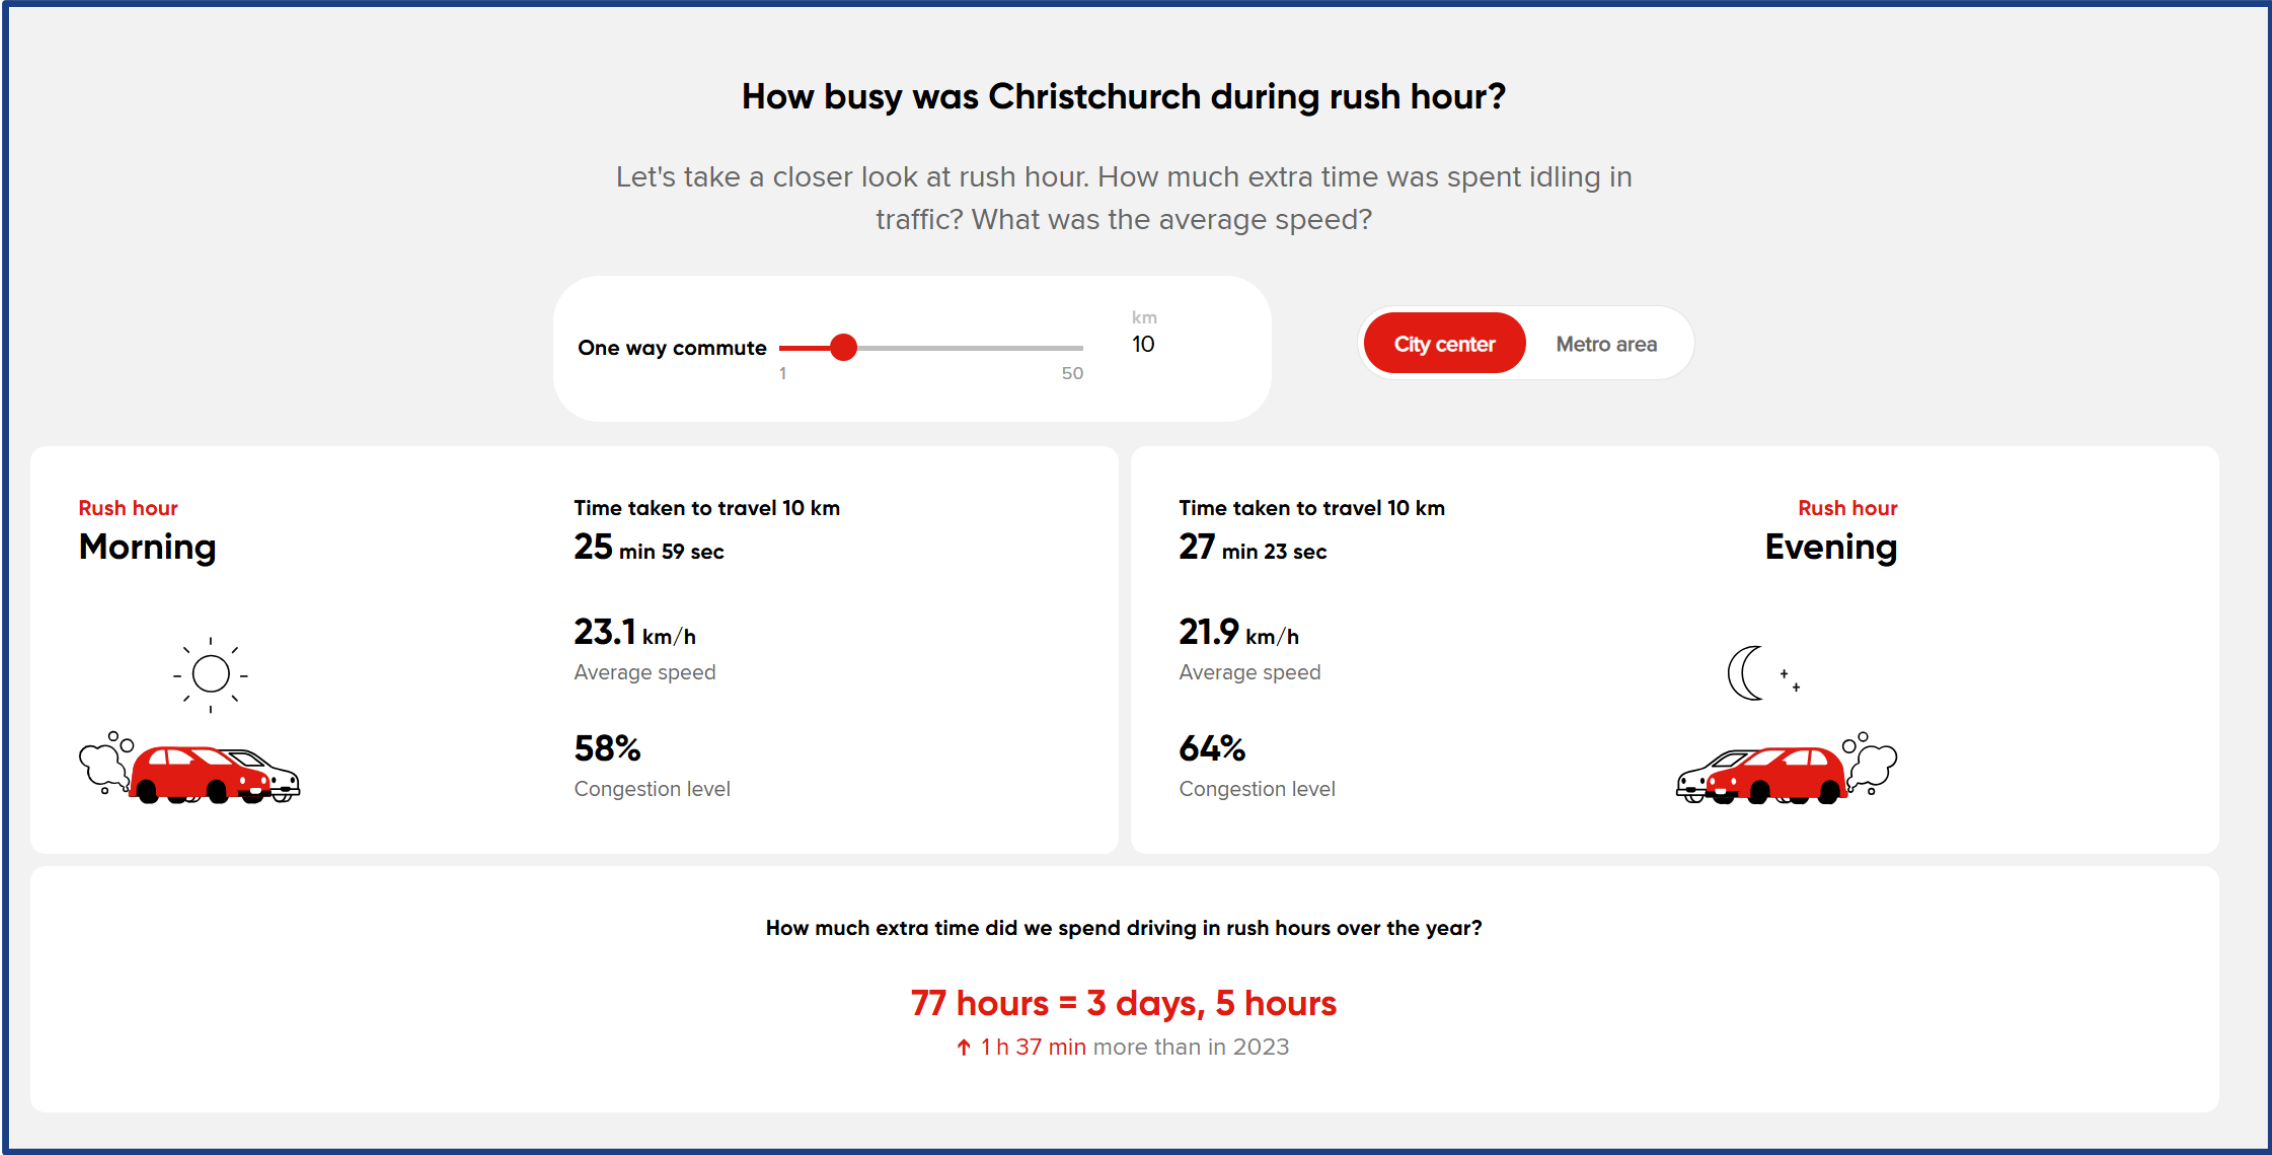 How busy was Christchurch during rush hour?
Let's take a closer look at rush hour. How much extra time was spent idling in
traffic? What was the average speed?
One way commute
1
50
km
10
City center
Metro area
Rush hour
Morning
Time taken to travel 10 km
25 min 59 sec
23.1 km/h
Average speed
58%
Congestion level
Time taken to travel 10 km
27 min 23 sec
21.9 km/h
Average speed
64%
Congestion level
Rush hour
Evening
How much extra time did we spend driving in rush hours over the year?
77 hours = 3 days, 5 hours
↑ 1 h 37 min more than in 2023